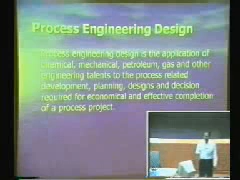 Process Engineering Design
Process engineering design is the application of
chemical, mechanical, petroleum, gas and other
engineering talents to the process related
development, planning, designs and decision
required for economical and effective completion
of a process project.